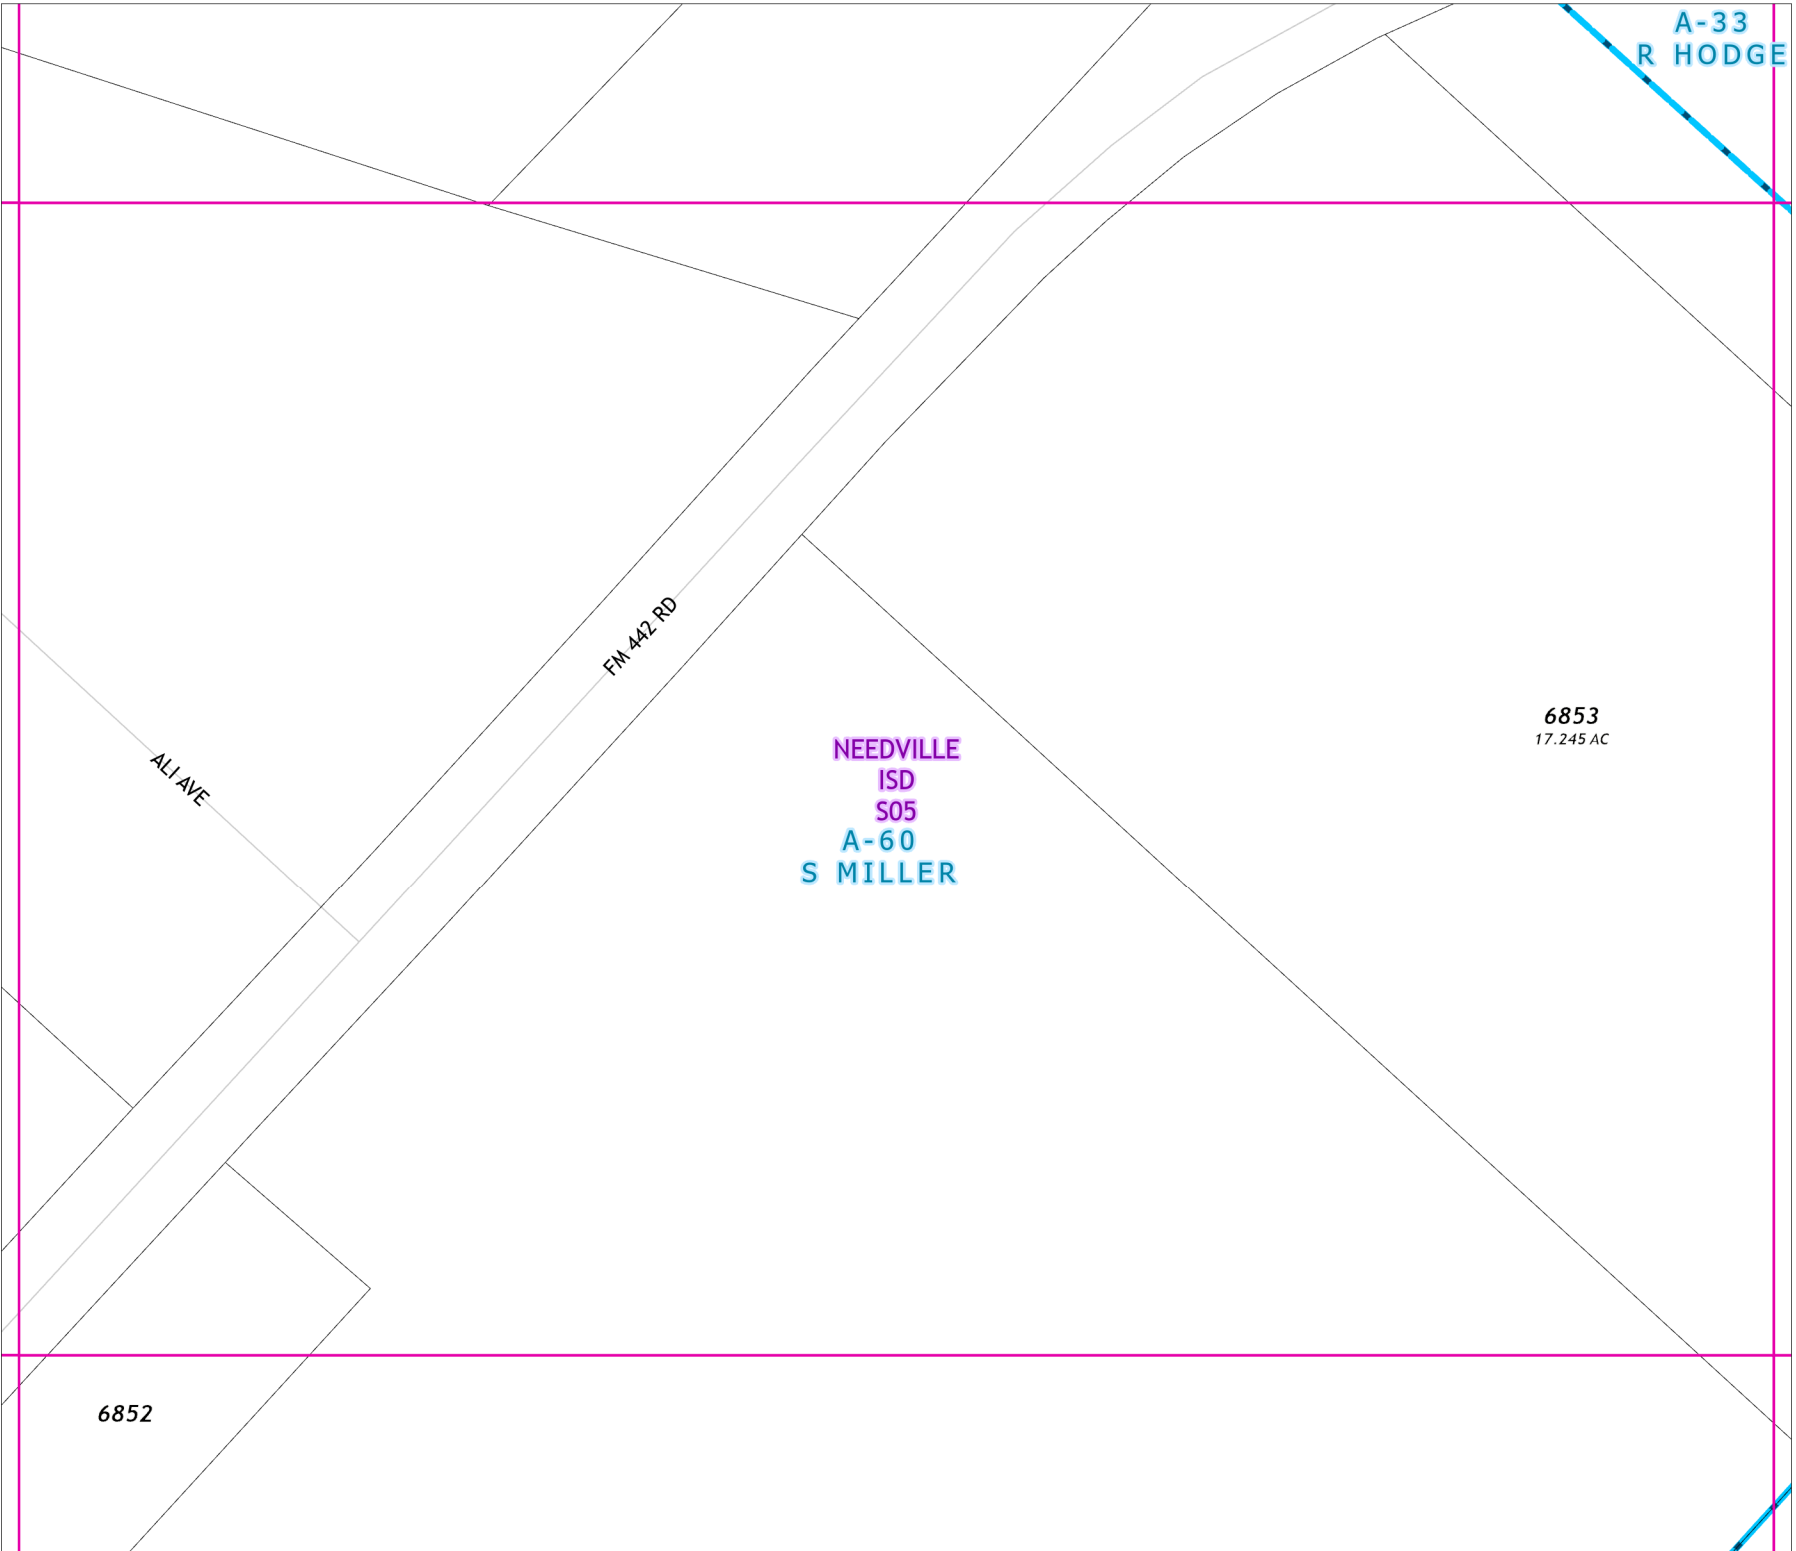 A-33
R HODGE
FM 442 RD
6853
17.245 AC
NEEDVILLE
ISD
S05
A-60
S MILLER
ALI AVE
6852